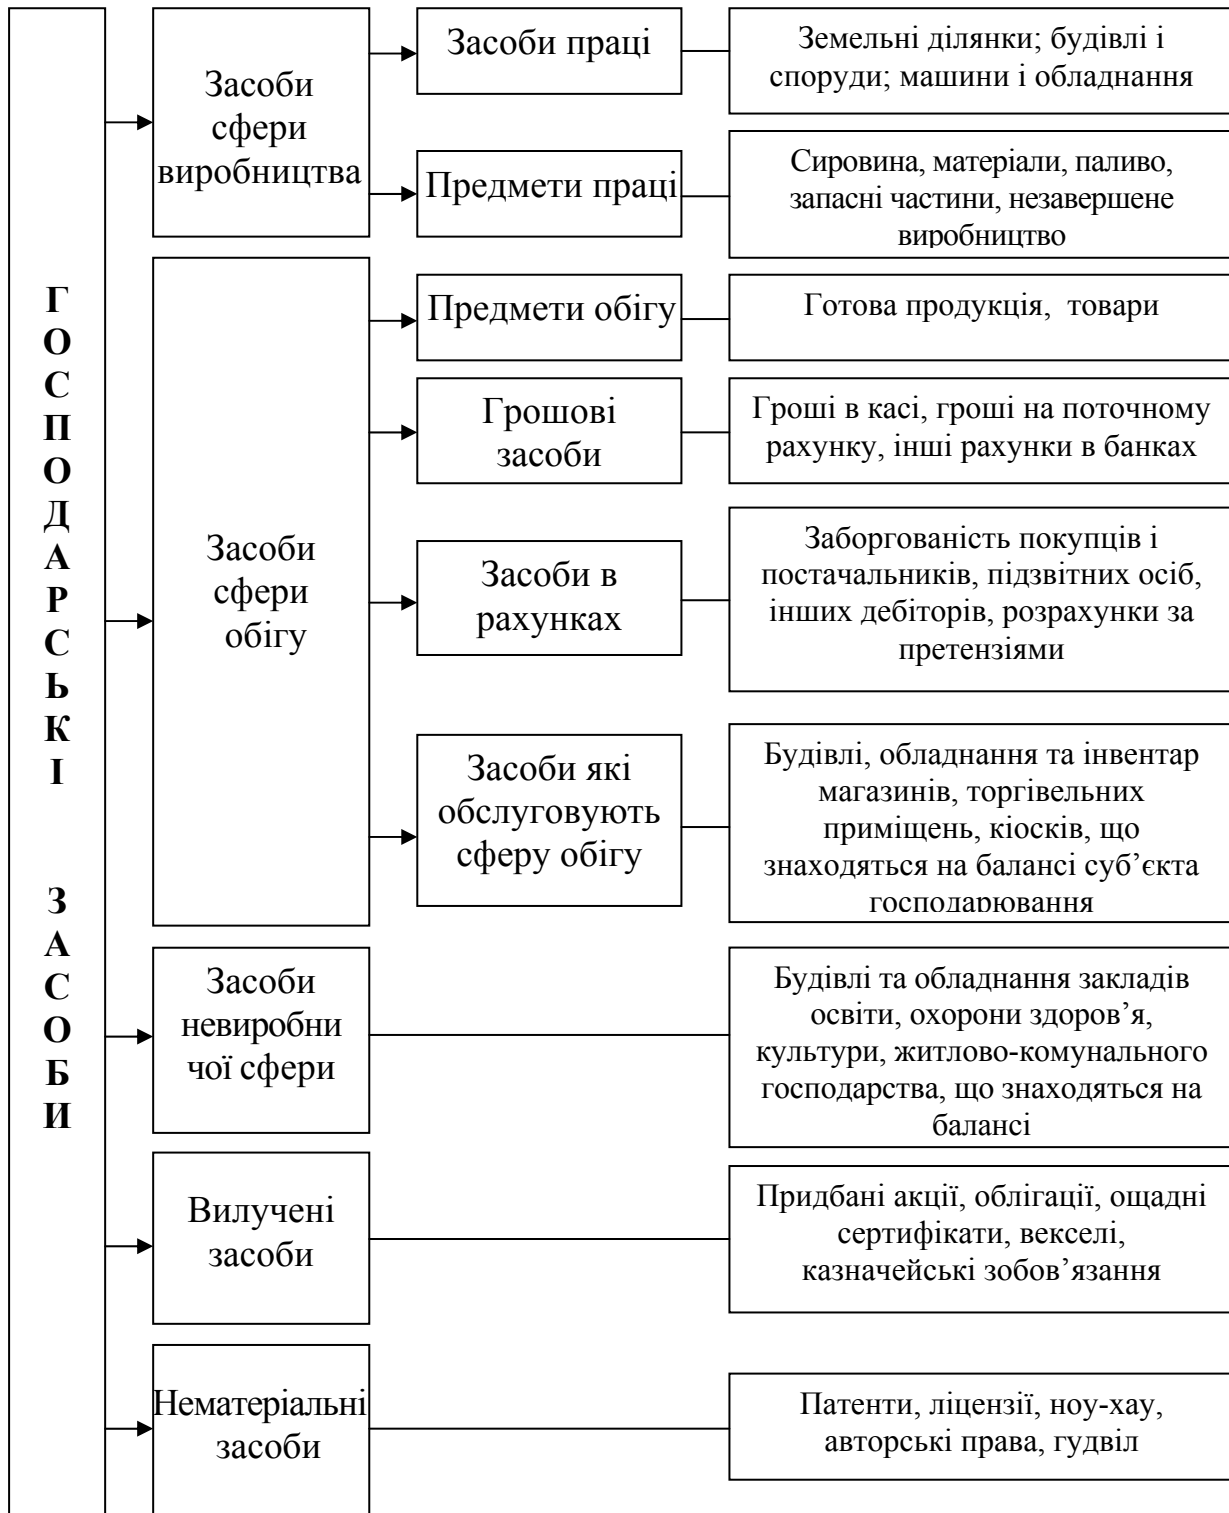 ГОСПОДАРСЬКІ ЗАСОБИ
Засоби
сфери
виробництва
Засоби праці
Земельні ділянки; будівлі і
споруди; машини і обладнання
Предмети праці
Сировина, матеріали, паливо,
запасні частини, незавершене
виробництво
Засоби
сфери
обігу
Предмети обігу
Готова продукція, товари
Грошові
засоби
Гроші в касі, гроші на поточному
рахунку, інші рахунки в банках
Засоби в
рахунках
Заборгованість покупців і
постачальників, підзвітних осіб,
інших дебіторів, розрахунки за
претензіями
Засоби які
обслуговують
сферу обігу
Будівлі, обладнання та інвентар
магазинів, торгівельних
приміщень, кіосків, що
знаходяться на балансі суб’єкта
господарювання
Засоби
невиробни
чої сфери
Будівлі та обладнання закладів
освіти, охорони здоров’я,
культури, житлово-комунального
господарства, що знаходяться на
балансі
Вилучені
засоби
Придбані акції, облігації, ощадні
сертифікати, векселі,
казначейські зобов’язання
Нематеріальні
засоби
Патенти, ліцензії, ноу-хау,
авторські права, гудвіл